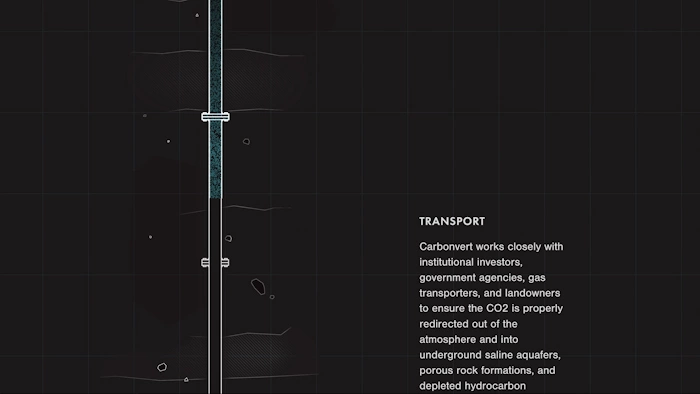 TRANSPORT
Carbonvert works closely with
institutional investors,
government agencies, gas
transporters, and landowners
to ensure the CO2 is properly
redirected out of the
atmosphere and into
underground saline aquafers,
porous rock formations, and
depleted hydrocarbon